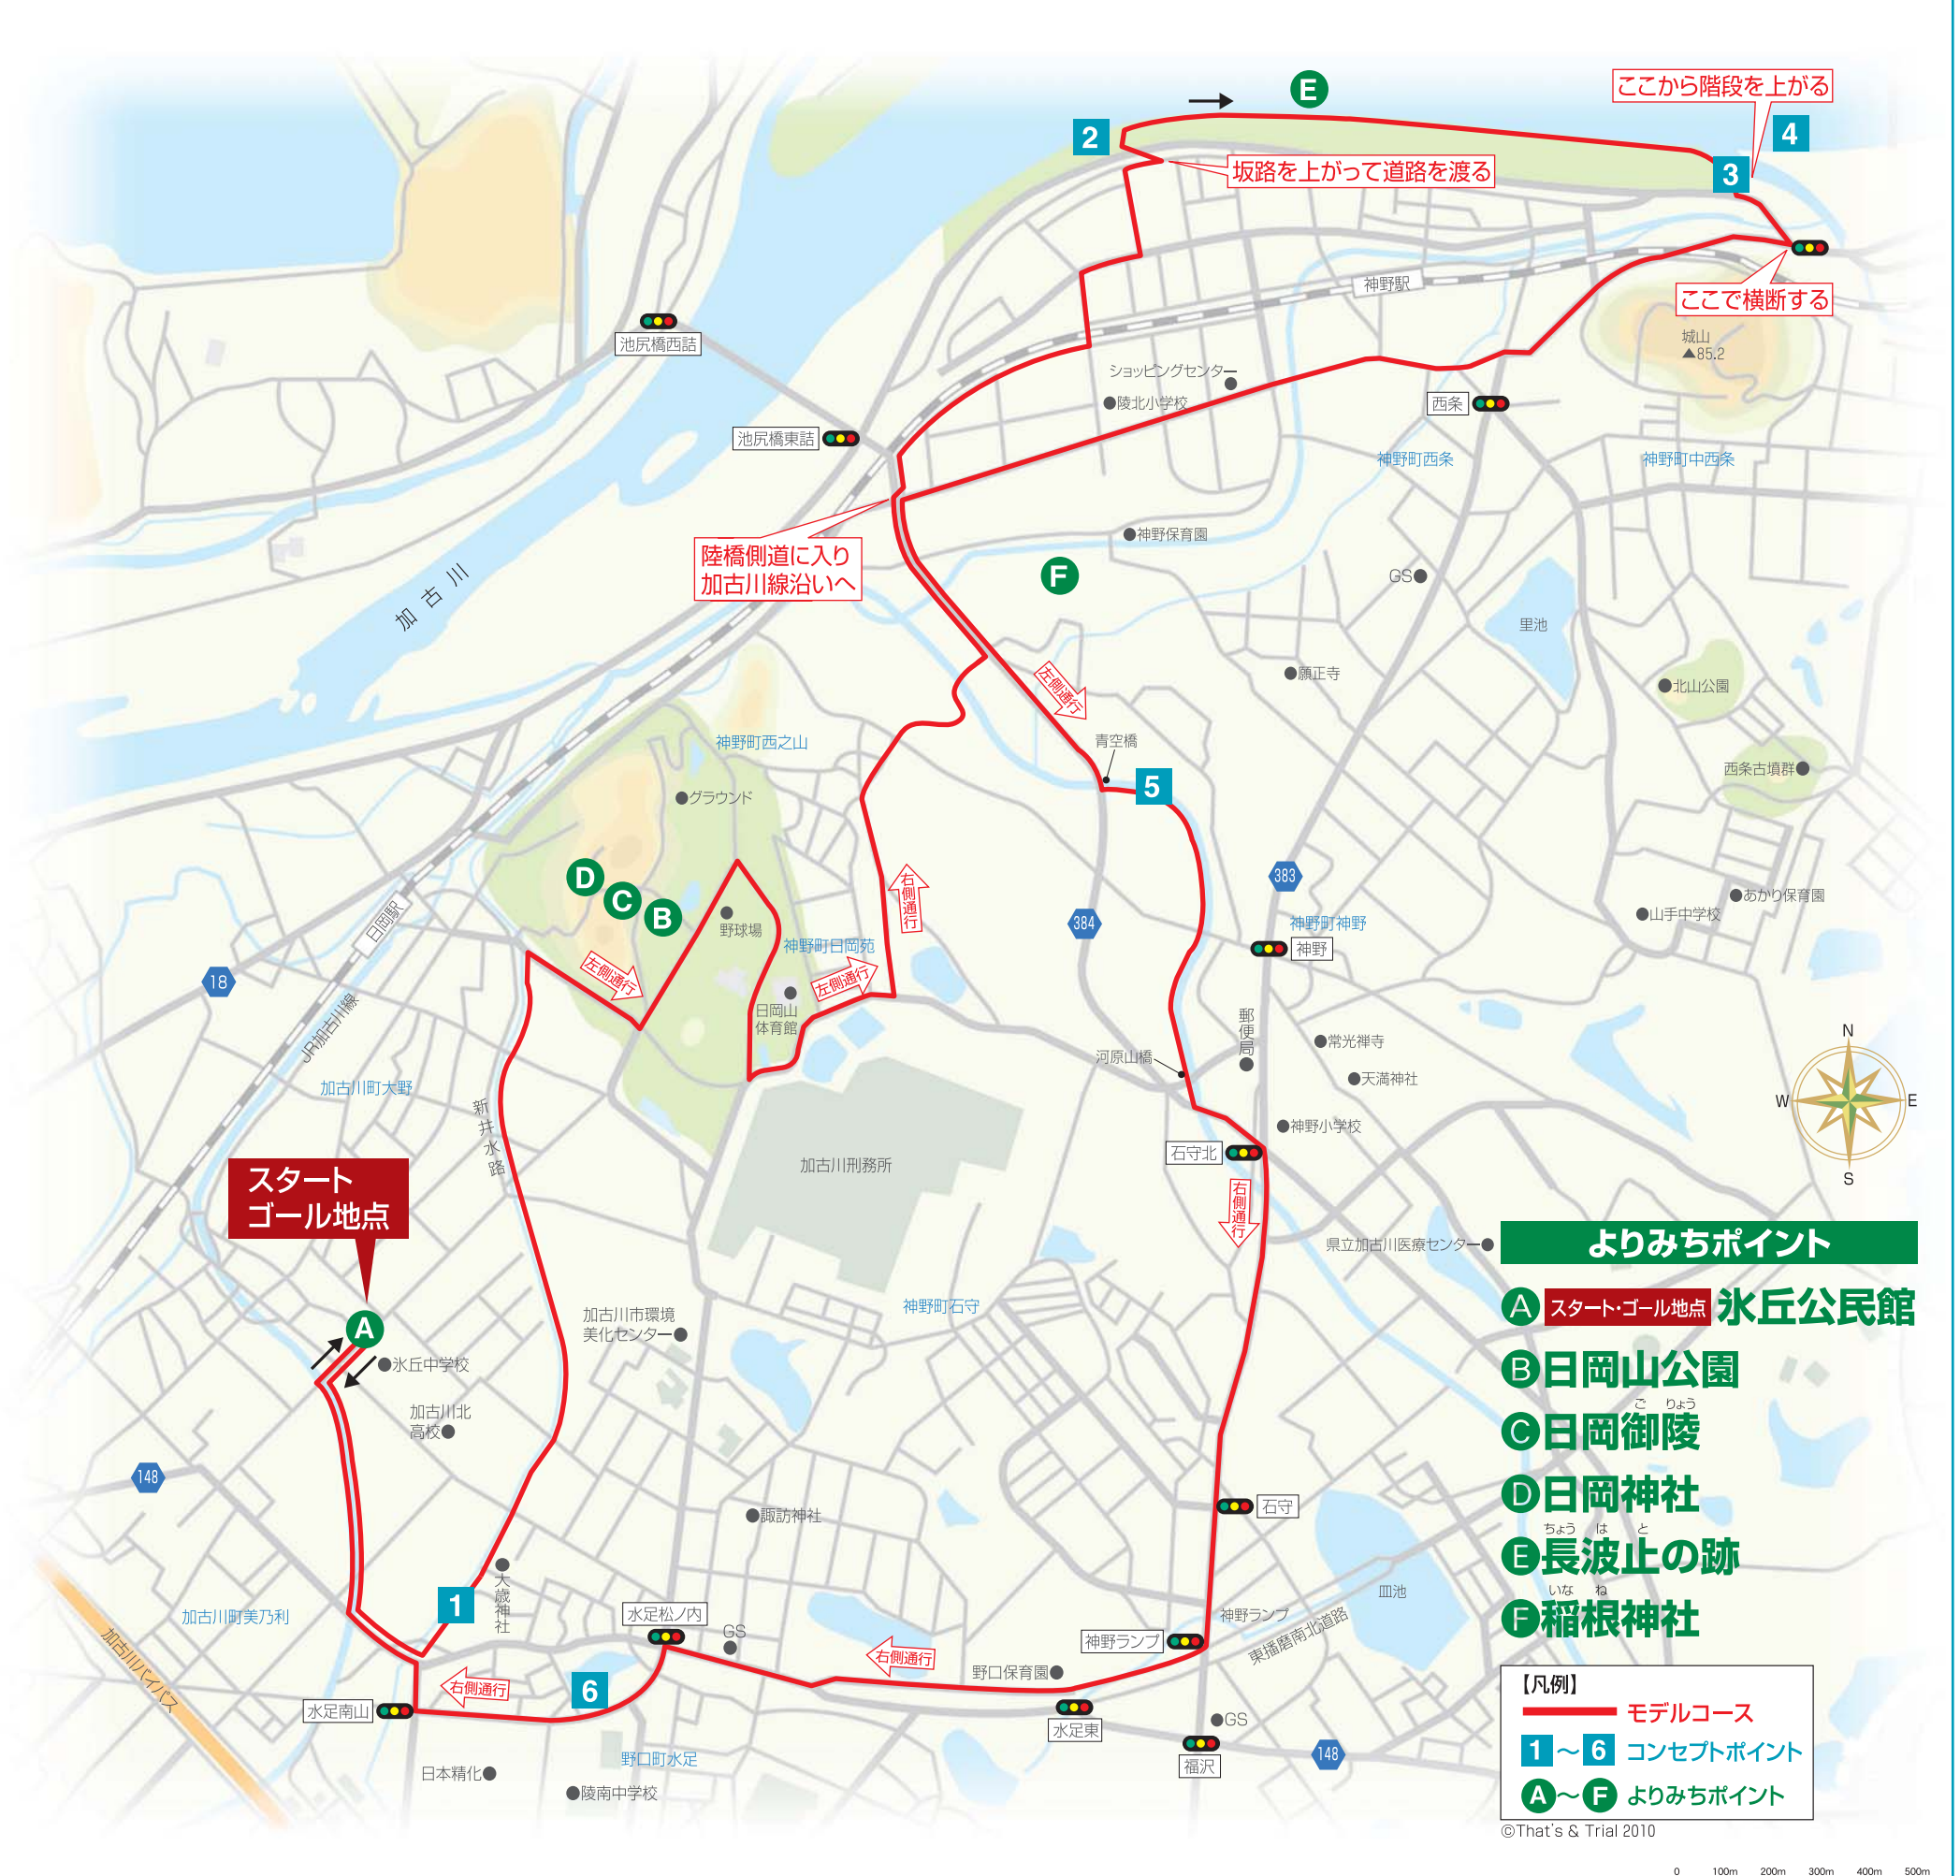 E
ここから階段を上がる
2
4
3
坂路を上がって道路を渡る
神野駅
ここで横断する
池尻橋西詰
城山
▲85.2
ショッピングセンター
陵北小学校
西条
池尻橋東詰
神野町西条
神野町中西条
陸橋側道に入り
加古川線沿いへ
神野保育園
F
GS
加古川
里池
左側通行
願正寺
北山公園
神野町西之山
青空橋
西条古墳群
5
グラウンド
D
C
B
右側通行
383
あかり保育園
野球場
384
神野町神野
山手中学校
日岡駅
神野町日岡苑
神野
左側通行
左側通行
18
日岡山
体育館
JR加古川線
郵便局
常光禅寺
河原山橋
天満神社
加古川町大野
新井水路
神野小学校
N
W
E
S
石守北
加古川刑務所
スタート
ゴール地点
右側通行
県立加古川医療センター
よりみちポイント
A スタート・ゴール地点 氷丘公民館
B 日岡山公園
ご りょう
C 日岡御陵
D 日岡神社
ちょう は と
E 長波止の跡
いな ね
F 稲根神社
加古川市環境
美化センター
神野町石守
A
氷丘中学校
加古川北
高校
148
諏訪神社
石守
大歳神社
皿池
1
加古川町美乃利
水足松ノ内
GS
神野ランプ
神野ランプ
東播磨南北道路
加古川バイパス
右側通行
野口保育園
右側通行
6
水足南山
水足東
GS
福沢
148
野口町水足
日本精化
陵南中学校
【凡例】
モデルコース
1～6 コンセプトポイント
A～F よりみちポイント
©That's & Trial 2010
0 100m 200m 300m 400m 500m